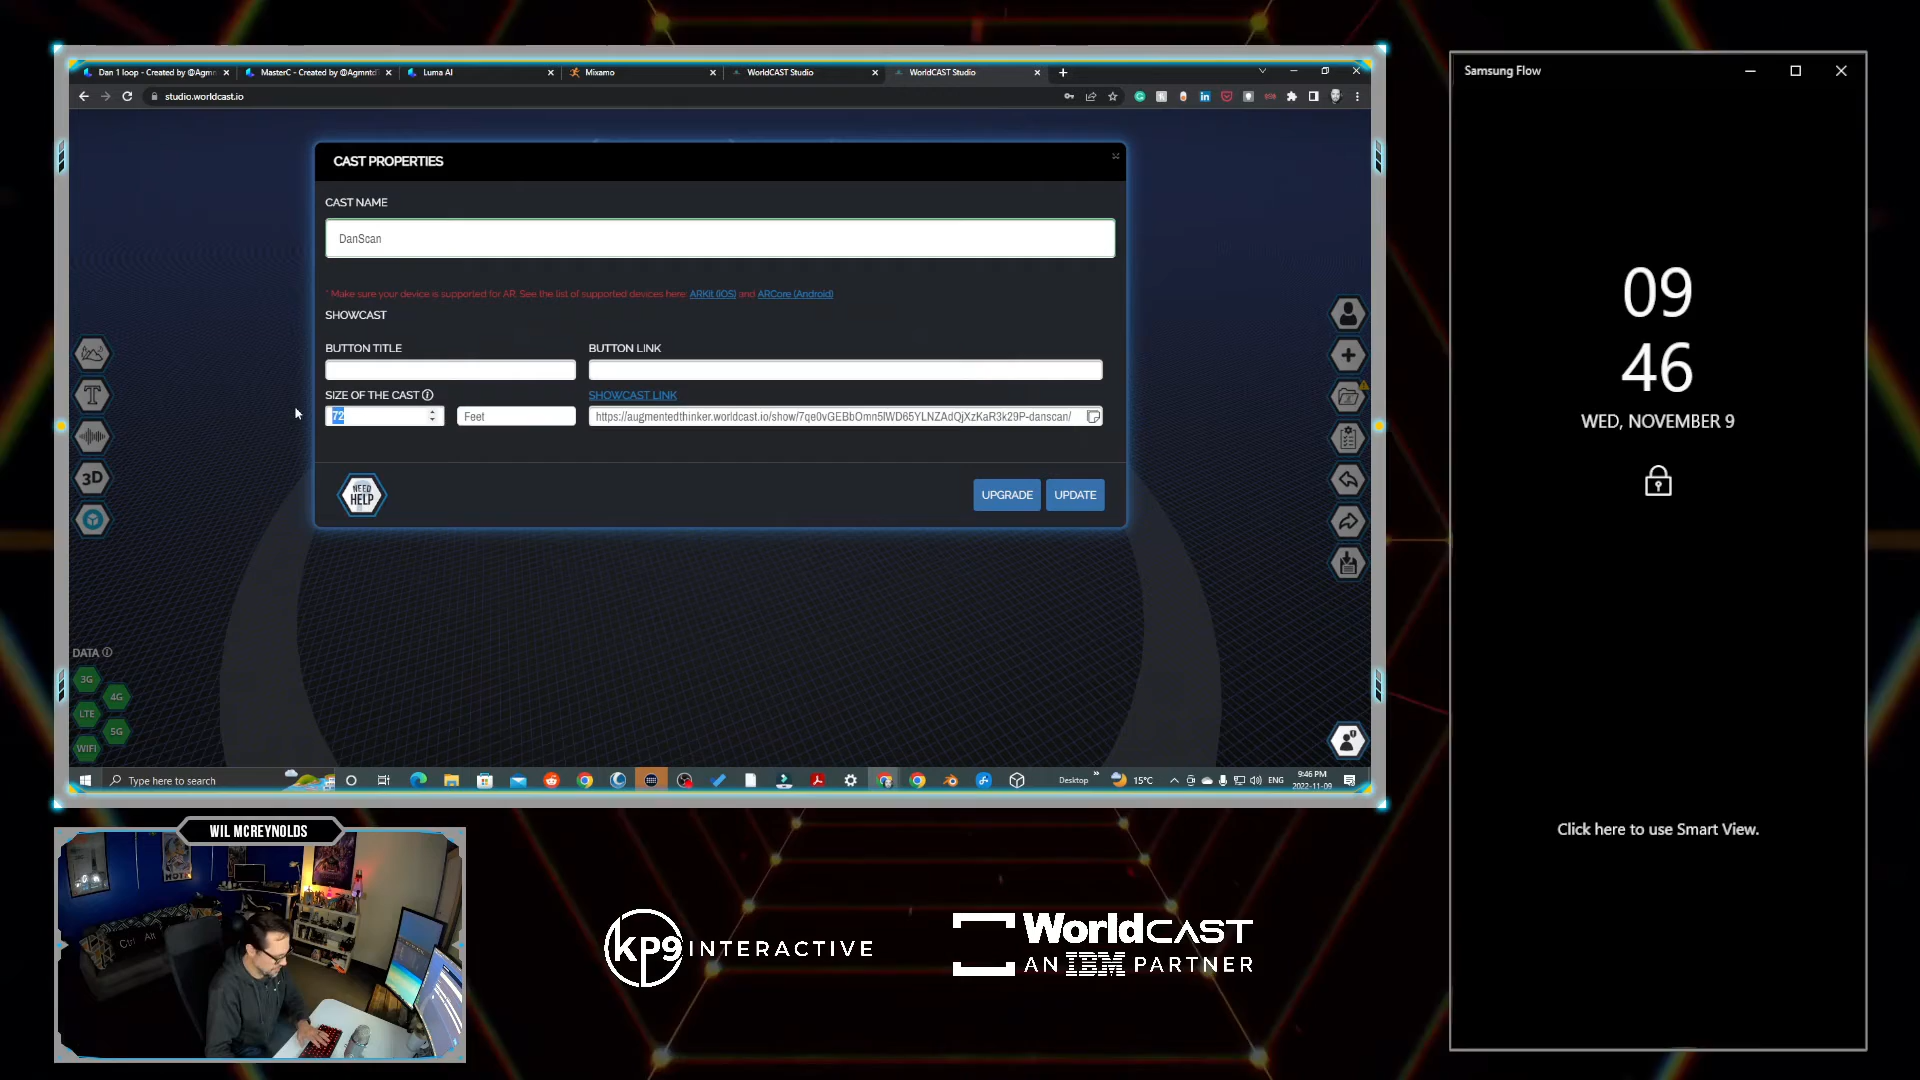 Dan 1 loop - Created by @Agmn
MasterC - Created by @Agmntd
Luma AI
Mixamo
WorldCAST Studio
WorldCAST Studio
studio.worldcast.io
CAST PROPERTIES
CAST NAME
DanScan
* Make sure your device is supported for AR. See the list of supported devices here: ARKit (iOS) and ARCore (Android)
SHOWCAST
BUTTON TITLE
BUTTON LINK
SIZE OF THE CAST
SHOWCAST LINK
72
Feet
https://augmentedthinker.worldcast.io/show/7qe0vGEBbOmn5lWD65YLNZAdQjXzKaR3k29P-danscan/
NEED
HELP
UPGRADE
UPDATE
T
3D
DATA
3G
4G
LTE
5G
WIFI
Type here to search
Desktop
15°C
ENG
9:46 PM
2022-11-09
Samsung Flow
09
46
WED, NOVEMBER 9
Click here to use Smart View.
WIL MCREYNOLDS
Ctrl Alt
kp9 INTERACTIVE
WorldCAST
AN IBM PARTNER